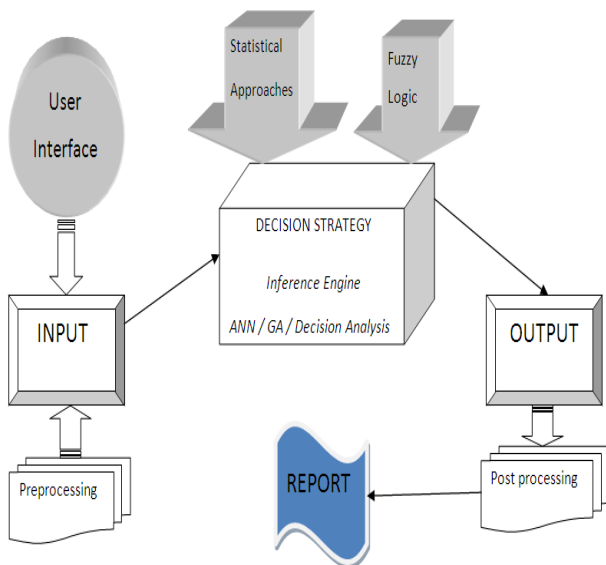 User
Interface
Statistical
Approaches
Fuzzy
Logic
DECISION STRATEGY
Inference Engine
ANN / GA / Decision Analysis
INPUT
OUTPUT
Preprocessing
REPORT
Post processing